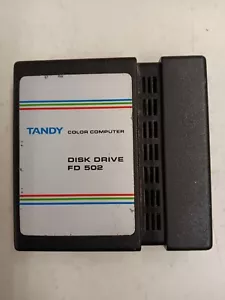 TANDY COLOR COMPUTER
DISK DRIVE
FD 502